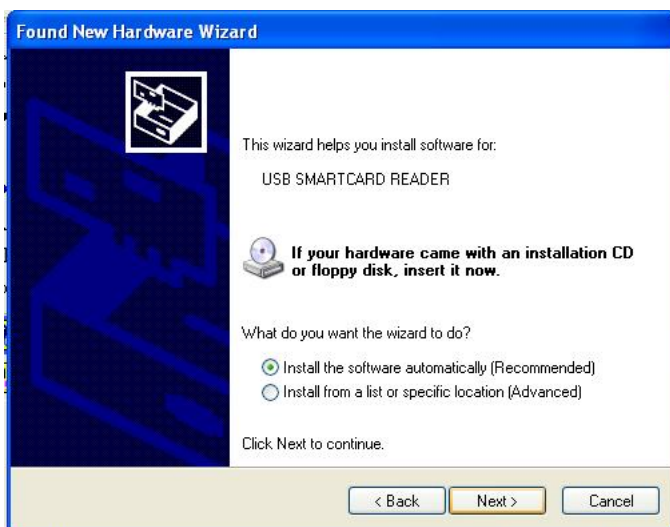 Found New Hardware Wizard
This wizard helps you install software for:
USB SMARTCARD READER
If your hardware came with an installation CD
or floppy disk, insert it now.
What do you want the wizard to do?
Install the software automatically (Recommended)
Install from a list or specific location (Advanced)
Click Next to continue.
< Back Next > Cancel